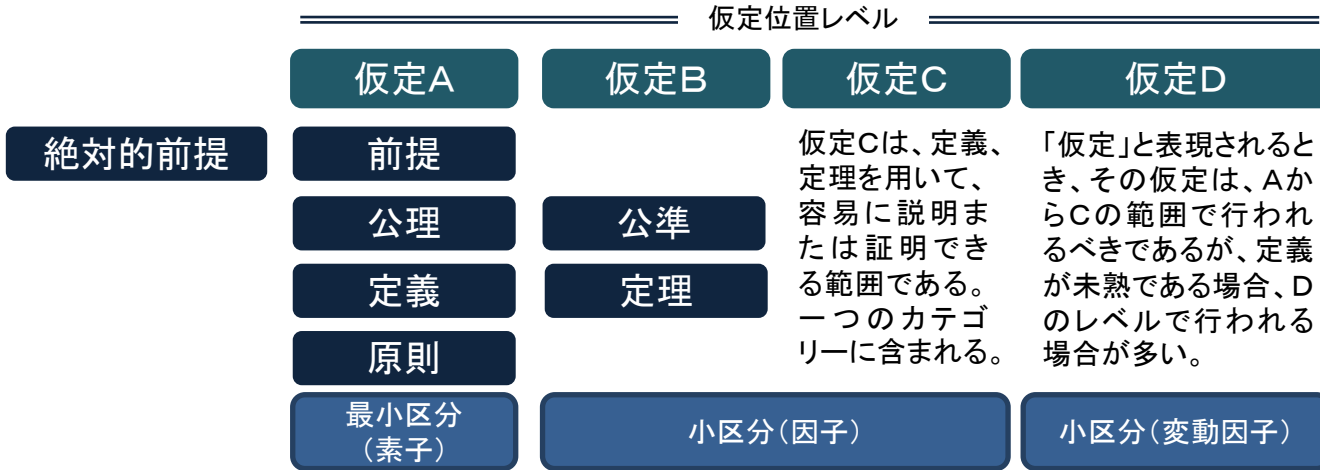 仮定位置レベル
仮定A
仮定B
仮定C
仮定D
絶対的前提
前提
公理
定義
原則
公準
定理
仮定Cは、定義、
定理を用いて、
容易に説明ま
たは証明でき
る範囲である。
一つのカテゴ
リーに含まれる。
「仮定」と表現されると
き、その仮定は、Aか
らCの範囲で行われ
るべきであるが、定義
が未熟である場合、D
のレベルで行われる
場合が多い。
最小区分
（素子）
小区分（因子）
小区分（変動因子）